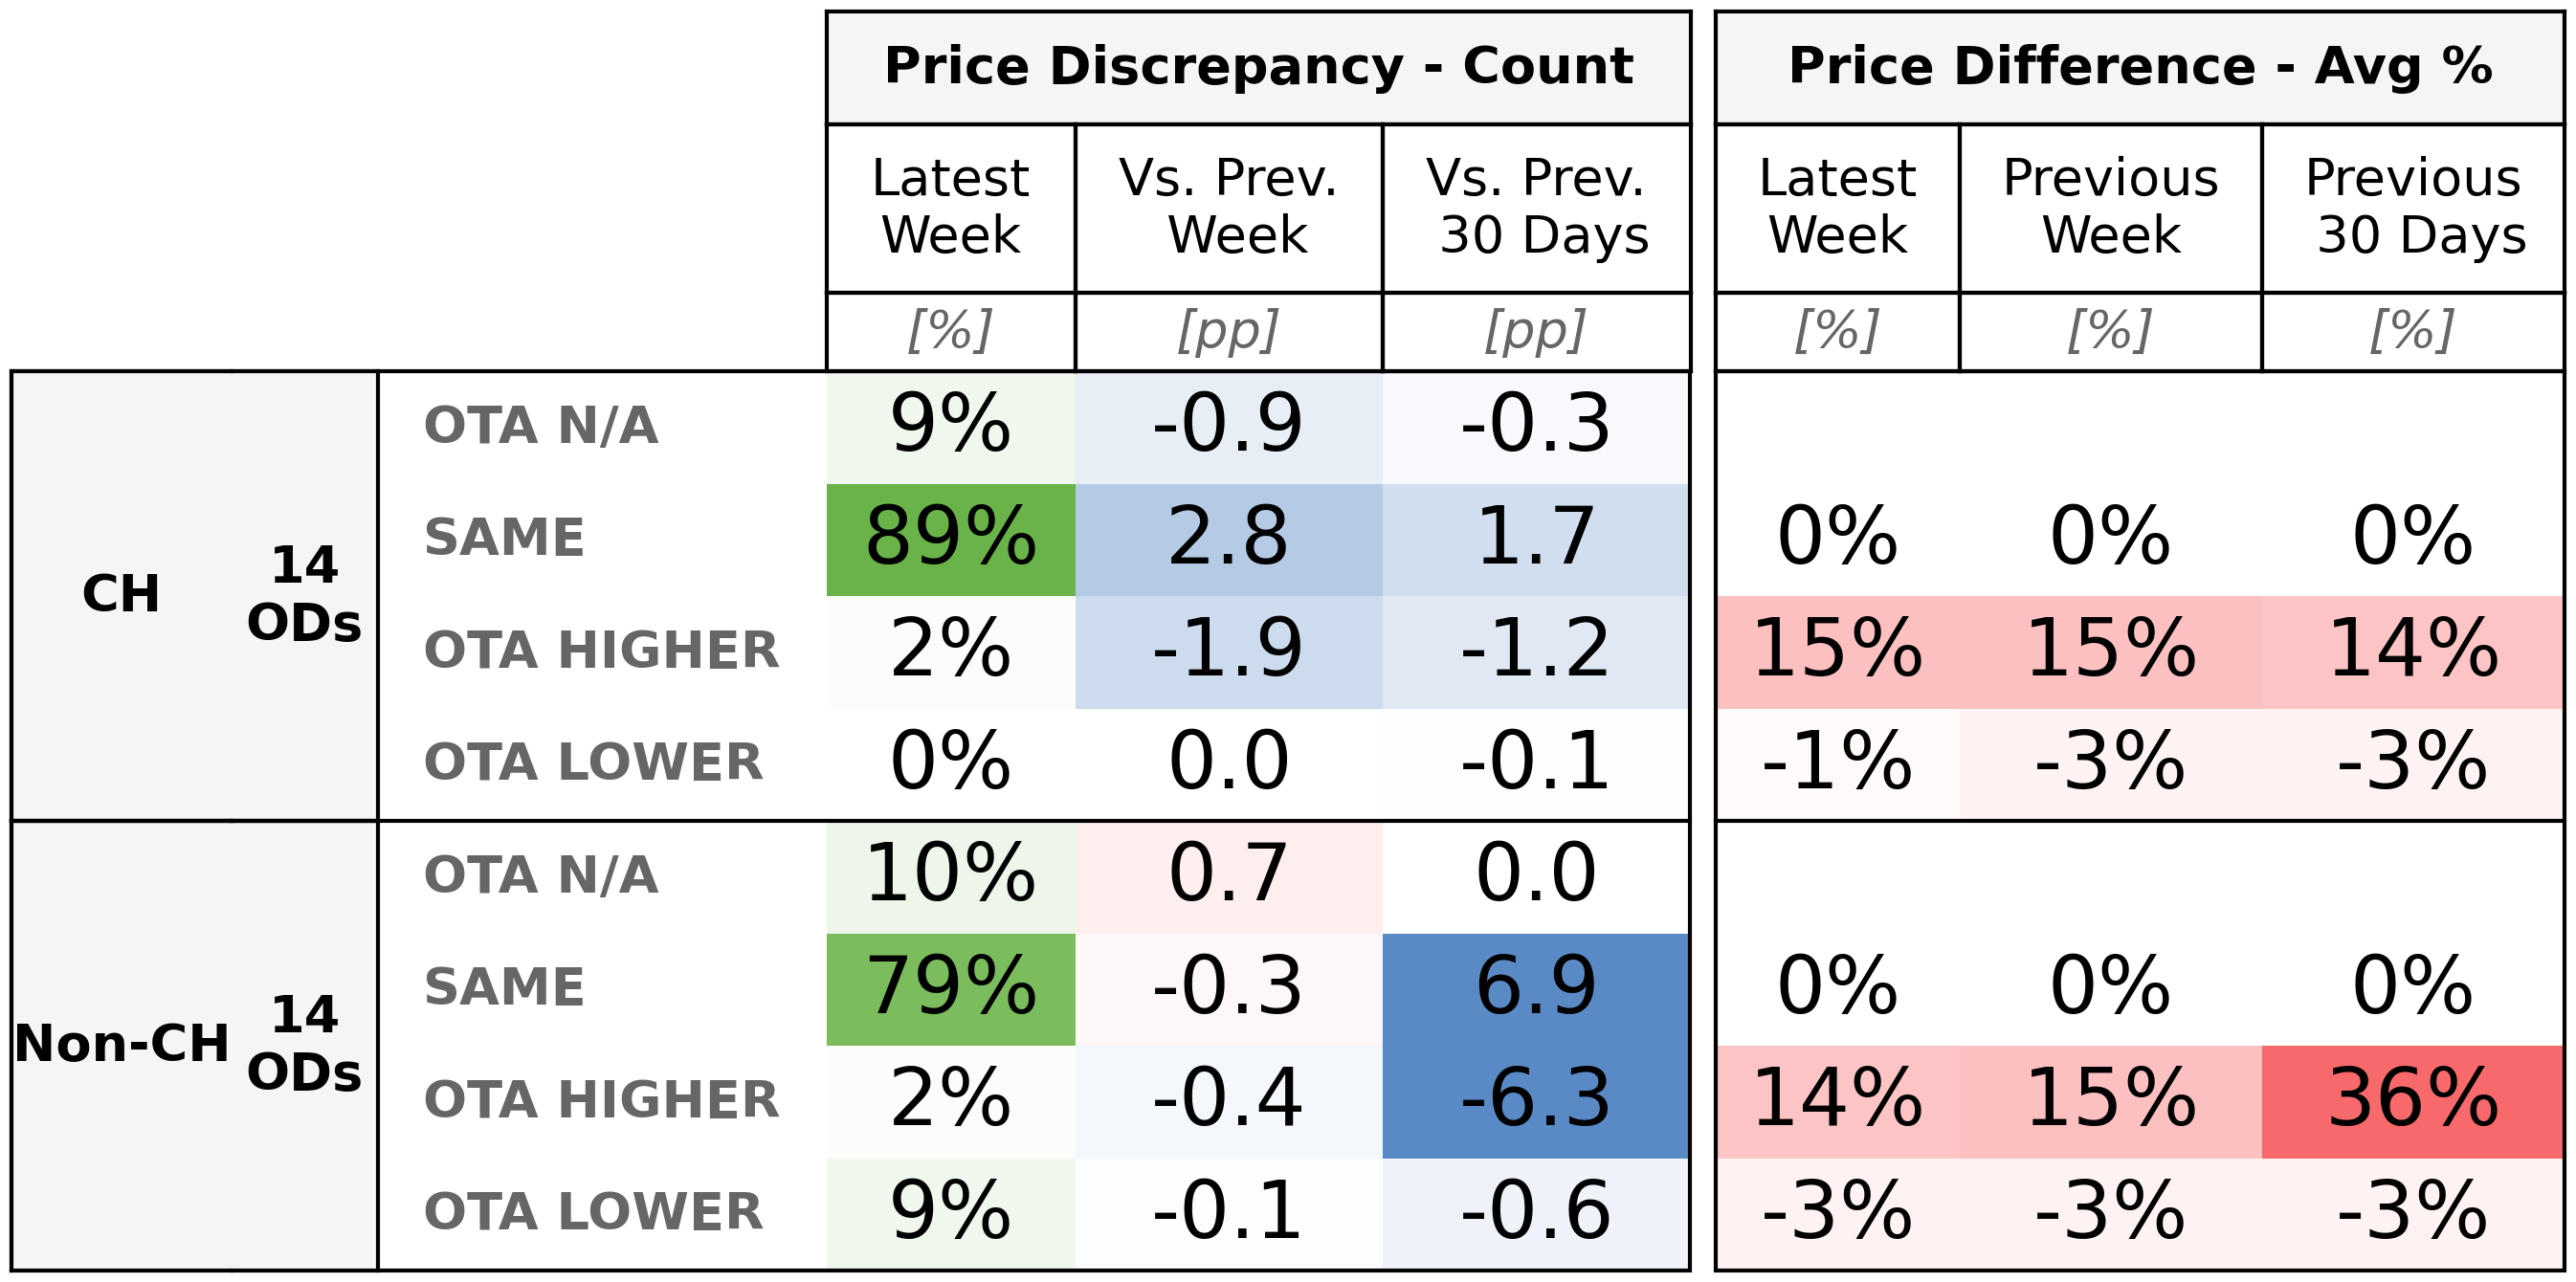 Price Discrepancy - Count
Price Difference - Avg %
Latest
Week
Vs. Prev.
Week
Vs. Prev.
30 Days
Latest
Week
Previous
Week
Previous
30 Days
[%]
[pp]
[pp]
[%]
[%]
[%]
CH
14
ODs
OTA N/A
9%
-0.9
-0.3
SAME
89%
2.8
1.7
0%
0%
0%
OTA HIGHER
2%
-1.9
-1.2
15%
15%
14%
OTA LOWER
0%
0.0
-0.1
-1%
-3%
-3%
Non-CH
14
ODs
OTA N/A
10%
0.7
0.0
SAME
79%
-0.3
6.9
0%
0%
0%
OTA HIGHER
2%
-0.4
-6.3
14%
15%
36%
OTA LOWER
9%
-0.1
-0.6
-3%
-3%
-3%